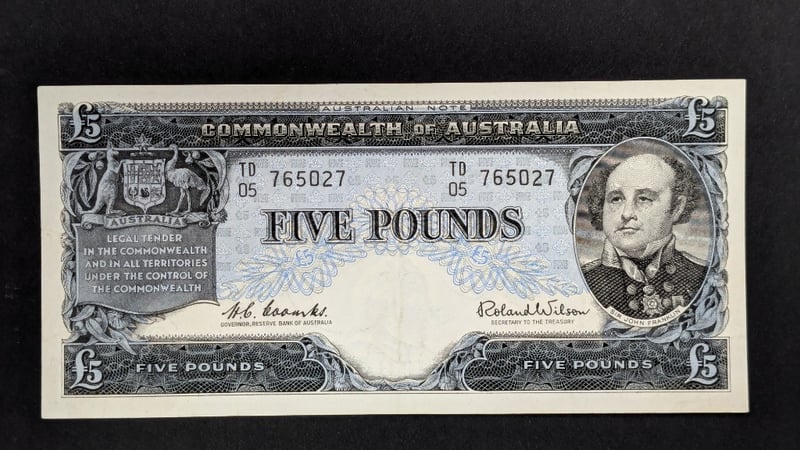 AUSTRALIAN NOTE
£5 COMMONWEALTH OF AUSTRALIA £5
TD 05 765027 TD 05 765027
AUSTRALIA
FIVE POUNDS
LEGAL TENDER
IN THE COMMONWEALTH
AND IN ALL TERRITORIES
UNDER THE CONTROL OF
THE COMMONWEALTH
H.C. Coombs.
GOVERNOR, RESERVE BANK OF AUSTRALIA
Roland Wilson
SECRETARY TO THE TREASURY
SIR JOHN FRANKLIN
£5 FIVE POUNDS FIVE POUNDS £5